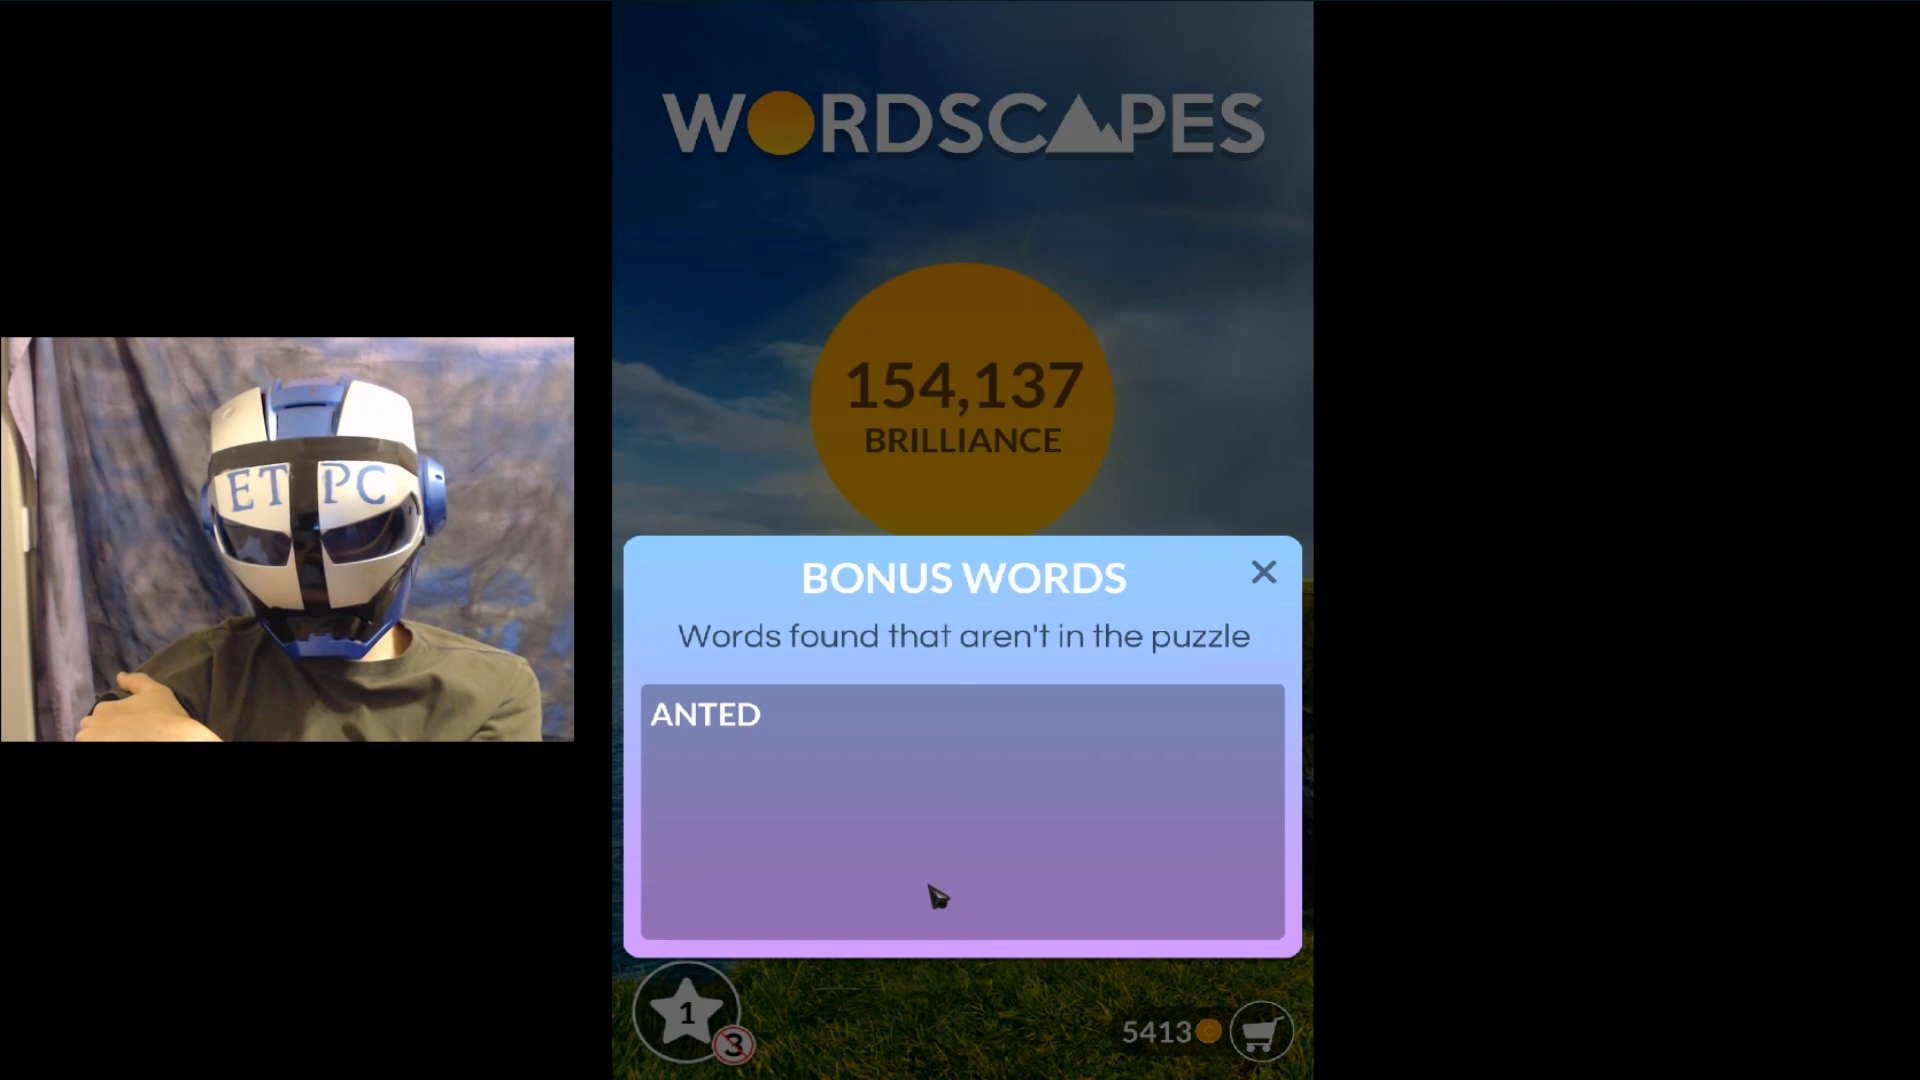 WORDSCAPES
154,137
BRILLIANCE
ET PC
BONUS WORDS
Words found that aren't in the puzzle
ANTED
1
3
5413